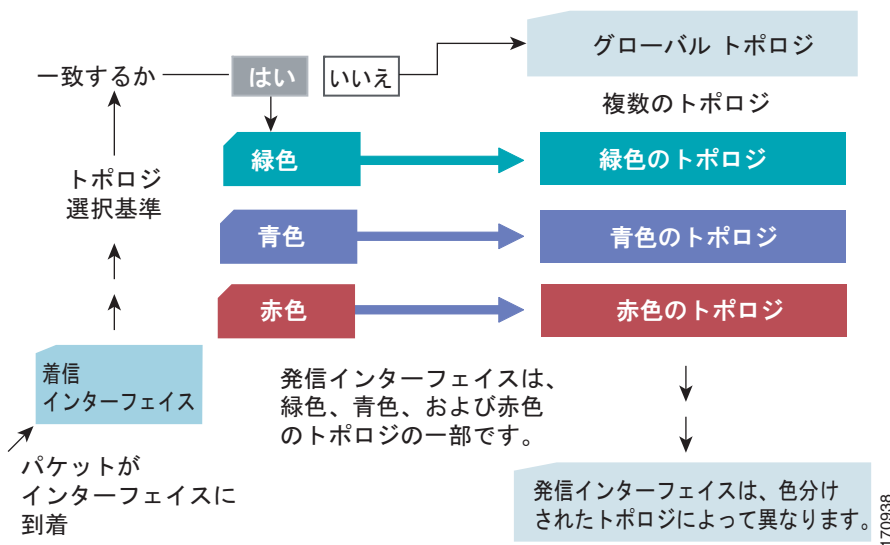 グローバル トポロジ
一致するか
はい
いいえ
複数のトポロジ
緑色
緑色のトポロジ
トポロジ
選択基準
青色
青色のトポロジ
赤色
赤色のトポロジ
着信
インターフェイス
発信インターフェイスは、
緑色、青色、および赤色
のトポロジの一部です。
パケットが
インターフェイスに
到着
発信インターフェイスは、色分け
されたトポロジによって異なります。
170938